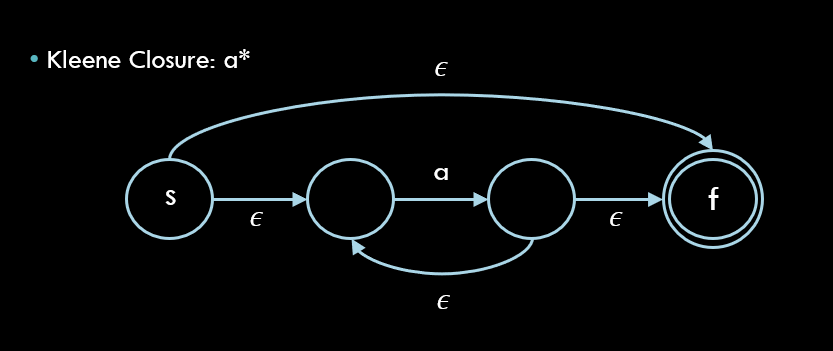 • Kleene Closure: a*
ϵ
a
s
f
ϵ
ϵ
ϵ